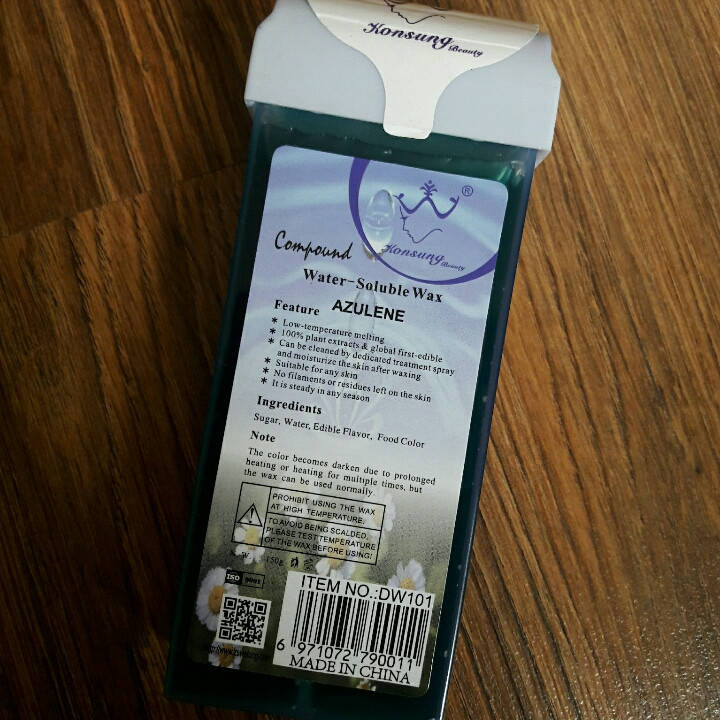 Konsung
Beauty
®
Konsung
Beauty
Compound
Water-Soluble Wax
Feature AZULENE
* Low-temperature melting
* 100% plant extracts & global first-edible
* Can be cleaned by dedicated treatment spray
and moisturize the skin after waxing
* Suitable for any skin
* No filaments or residues left on the skin
* It is steady in any season
Ingredients
Sugar, Water, Edible Flavor, Food Color
Note
The color becomes darken due to prolonged
heating or heating for multiple times, but
the wax can be used normally.
PROHIBIT USING THE WAX
AT HIGH TEMPERATURE.
TO AVOID BEING SCALDED,
PLEASE TEST TEMPERATURE
OF THE WAX BEFORE USING!
150g
ISO 9001
ITEM NO.:DW101
6 971072 790011
MADE IN CHINA